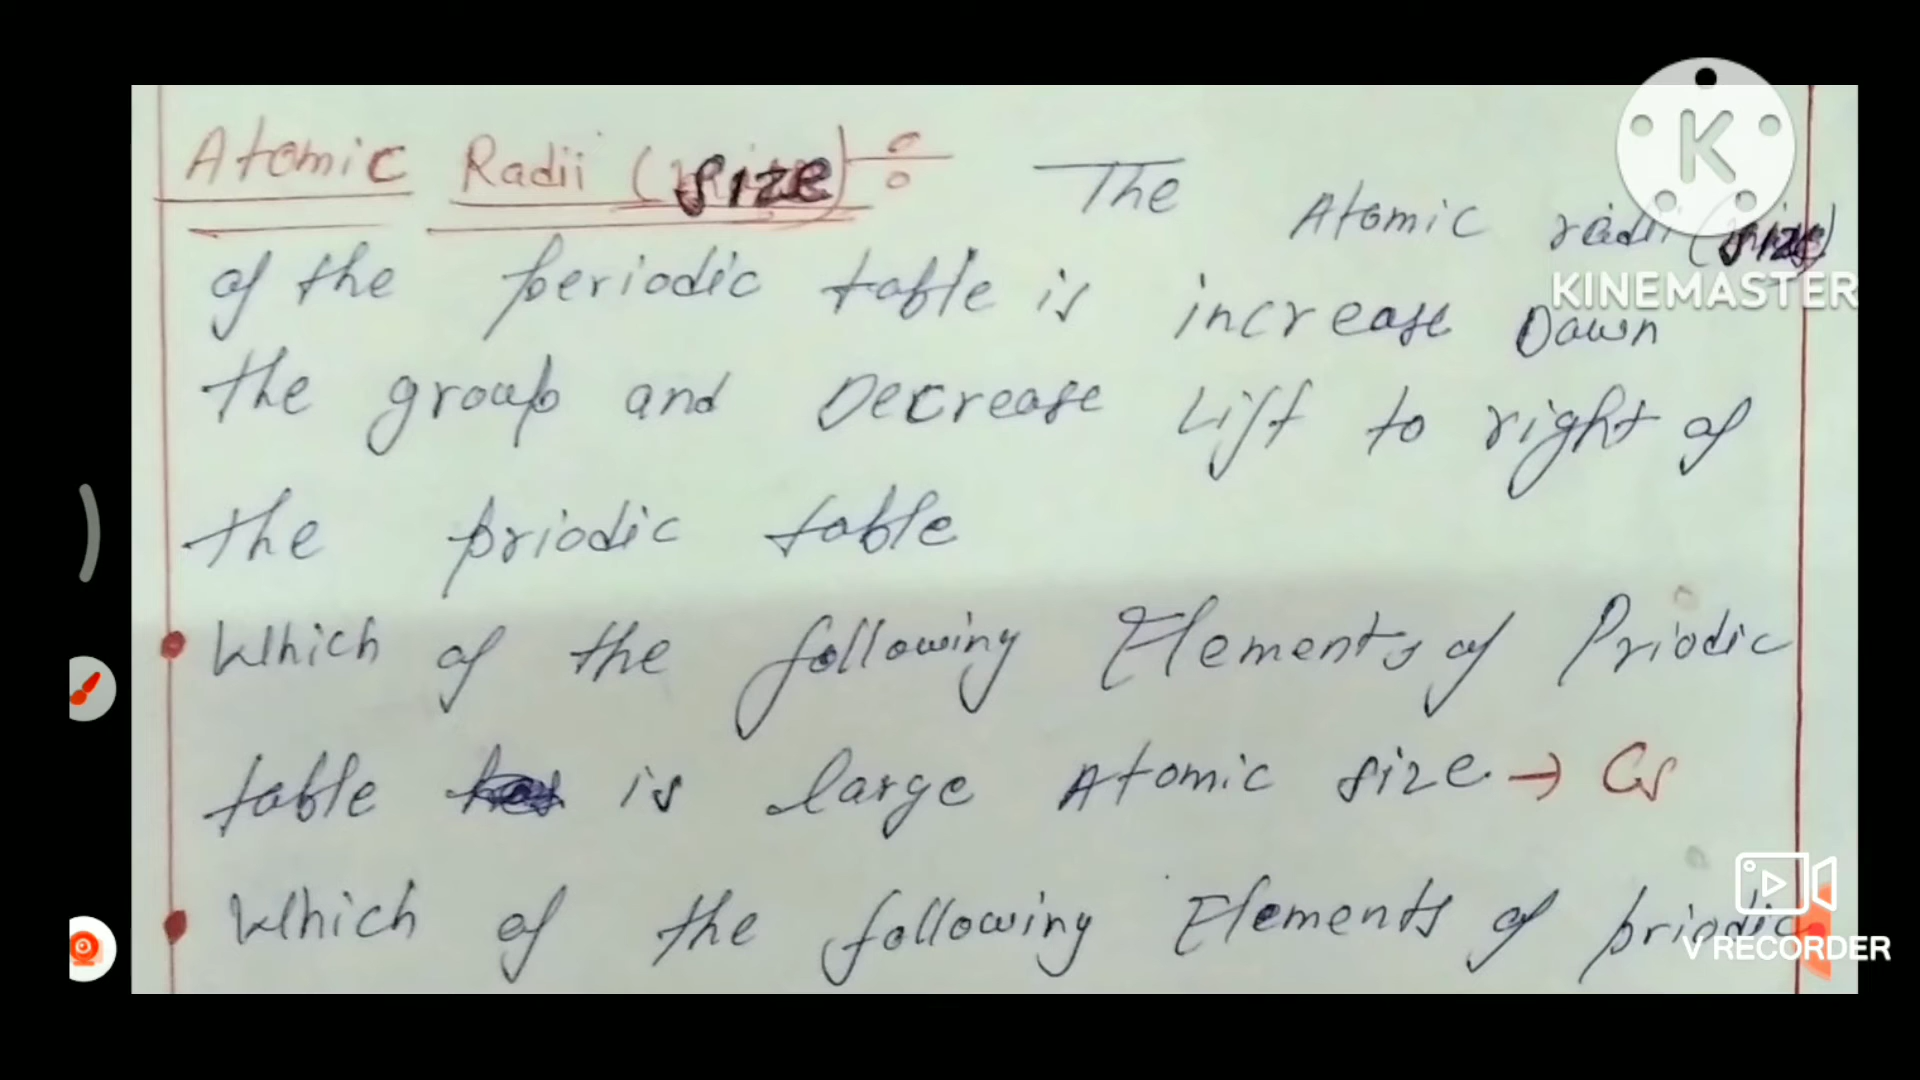 Atomic Radii (size) ÷ The Atomic radii (size)
of the periodic table is increase Down
the group and Decrease Lift to right of
the priodic table
Which of the following Elements of Priodic
table is large Atomic size → Cs
Which of the following Elements of priodic
K
KINEMASTER
V RECORDER